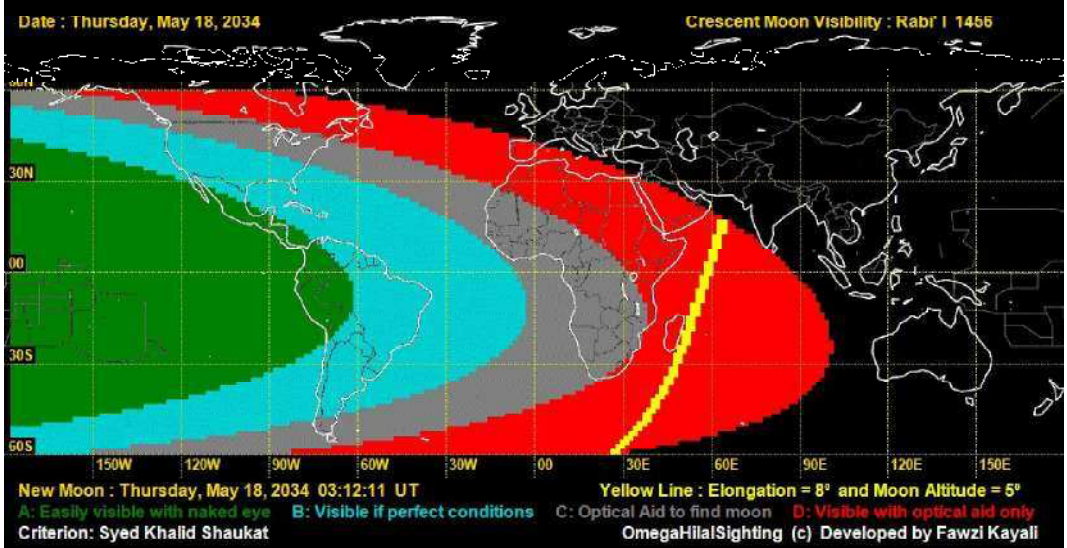 Date : Thursday, May 18, 2034
Crescent Moon Visibility : Rabi' I 1456
60N
30N
00
30S
60S
150W 120W 90W 60W 30W 00 30E 60E 90E 120E 150E
New Moon : Thursday, May 18, 2034 03:12:11 UT
Yellow Line : Elongation = 8º and Moon Altitude = 5º
A: Easily visible with naked eye B: Visible if perfect conditions C: Optical Aid to find moon D: Visible with optical aid only
Criterion: Syed Khalid Shaukat
OmegaHilalSighting (c) Developed by Fawzi Kayali